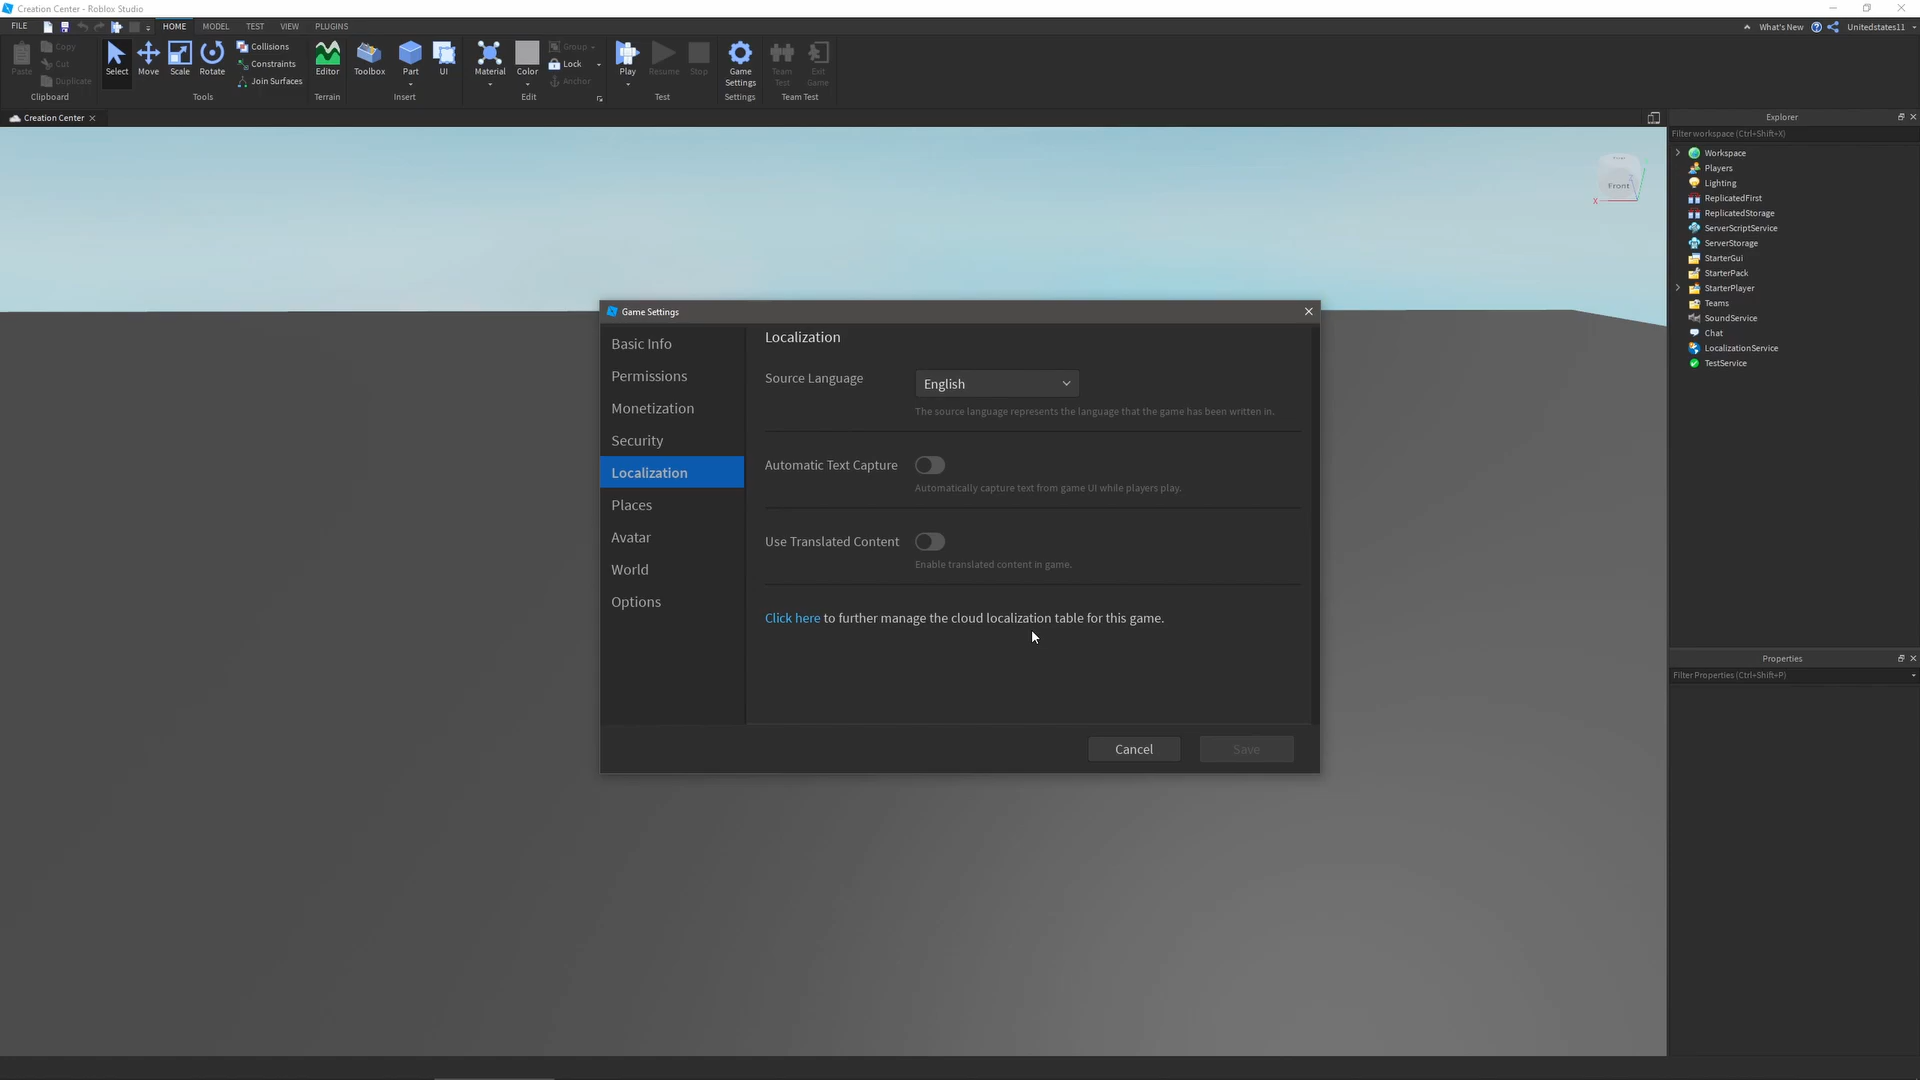 Creation Center - Roblox Studio
FILE HOME MODEL TEST VIEW PLUGINS What's New Unitedstates11
Paste Copy Cut Duplicate Clipboard
Select Move Scale Rotate Collisions Constraints Join Surfaces Tools
Editor Terrain
Toolbox Part UI Insert
Material Color Group Lock Anchor Edit
Play Resume Stop Test
Game Settings Settings
Team Test Exit Game Team Test
Creation Center
Front
X
Explorer
Filter workspace (Ctrl+Shift+X)
Workspace
Players
Lighting
ReplicatedFirst
ReplicatedStorage
ServerScriptService
ServerStorage
StarterGui
StarterPack
StarterPlayer
Teams
SoundService
Chat
LocalizationService
TestService
Properties
Filter Properties (Ctrl+Shift+P)
Game Settings
Basic Info
Permissions
Monetization
Security
Localization
Places
Avatar
World
Options
Localization
Source Language English
The source language represents the language that the game has been written in.
Automatic Text Capture
Automatically capture text from game UI while players play.
Use Translated Content
Enable translated content in game.
Click here to further manage the cloud localization table for this game.
Cancel Save